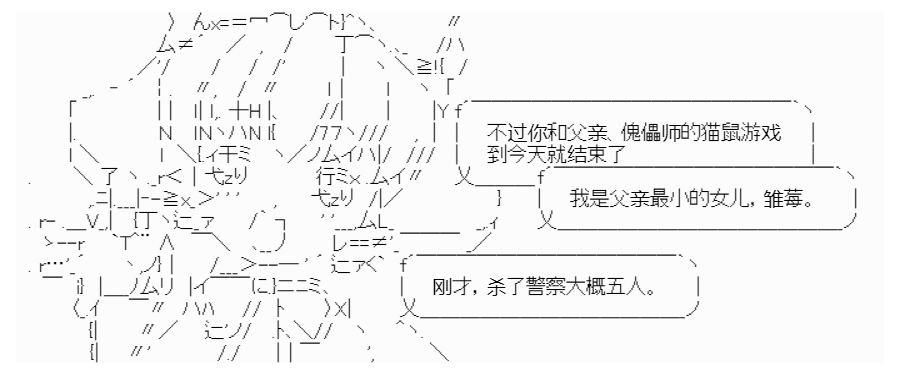 不过你和父亲、傀儡师的猫鼠游戏
到今天就结束了
我是父亲最小的女儿，雏莓。
刚才，杀了警察大概五人。